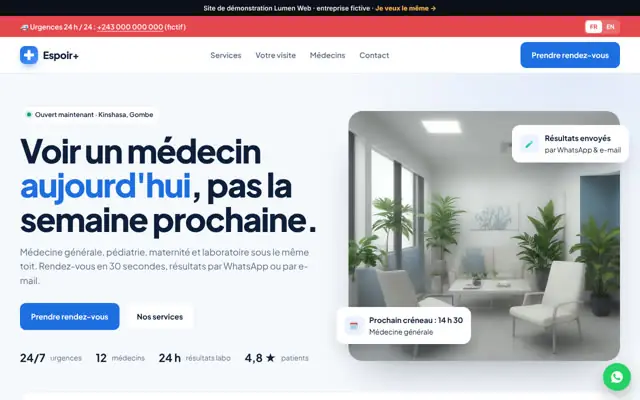 Site de démonstration Lumen Web · entreprise fictive · Je veux le même →
Urgences 24 h / 24 : +243 000 000 000 (fictif)
FR EN
Espoir+
Services Votre visite Médecins Contact
Prendre rendez-vous
Ouvert maintenant · Kinshasa, Gombe
Voir un médecin
aujourd'hui, pas la
semaine prochaine.
Médecine générale, pédiatrie, maternité et laboratoire sous le même
toit. Rendez-vous en 30 secondes, résultats par WhatsApp ou par e-
mail.
Prendre rendez-vous
Nos services
24/7 urgences 12 médecins 24 h résultats labo 4,8 ★ patients
Résultats envoyés
par WhatsApp & e-mail
Prochain créneau : 14 h 30
Médecine générale